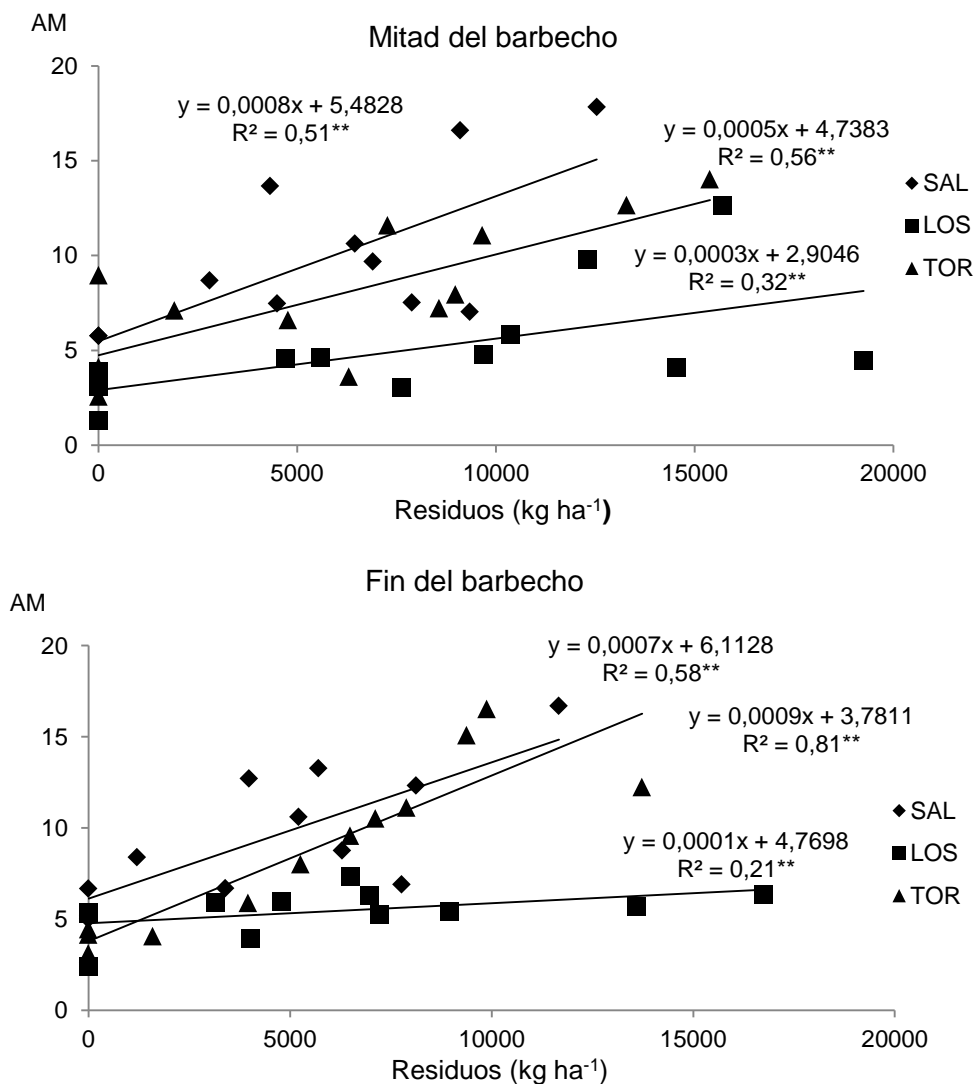 AM
Mitad del barbecho
20
15
10
5
0
y = 0,0008x + 5,4828
R² = 0,51**
y = 0,0005x + 4,7383
R² = 0,56**
y = 0,0003x + 2,9046
R² = 0,32**
SAL
LOS
TOR
0 5000 10000 15000 20000
Residuos (kg ha⁻¹)
Fin del barbecho
AM
20
15
10
5
0
y = 0,0007x + 6,1128
R² = 0,58**
y = 0,0009x + 3,7811
R² = 0,81**
y = 0,0001x + 4,7698
R² = 0,21**
SAL
LOS
TOR
0 5000 10000 15000 20000
Residuos (kg ha⁻¹)